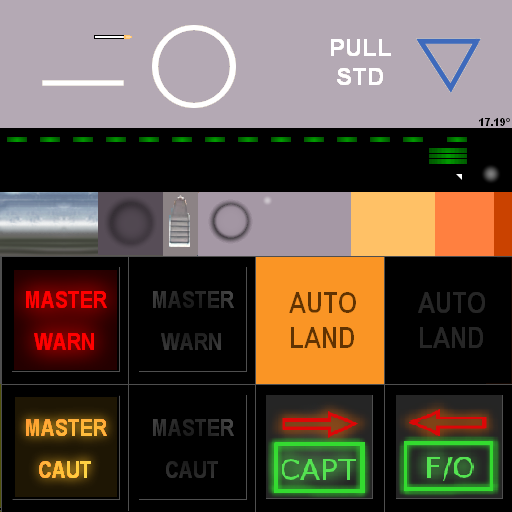 PULL
STD
17.19°
MASTER
WARN
MASTER
WARN
AUTO
LAND
AUTO
LAND
MASTER
CAUT
MASTER
CAUT
CAPT
F/O